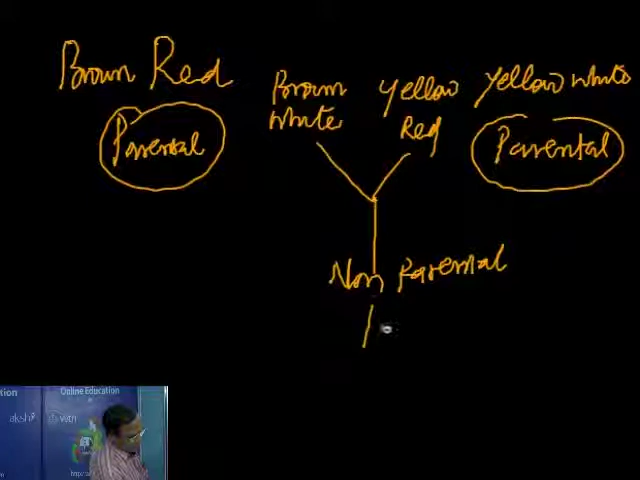 Brown Red
Parental
Brown
White
Yellow
Red
Yellow White
Parental
Non Parental
Online Education